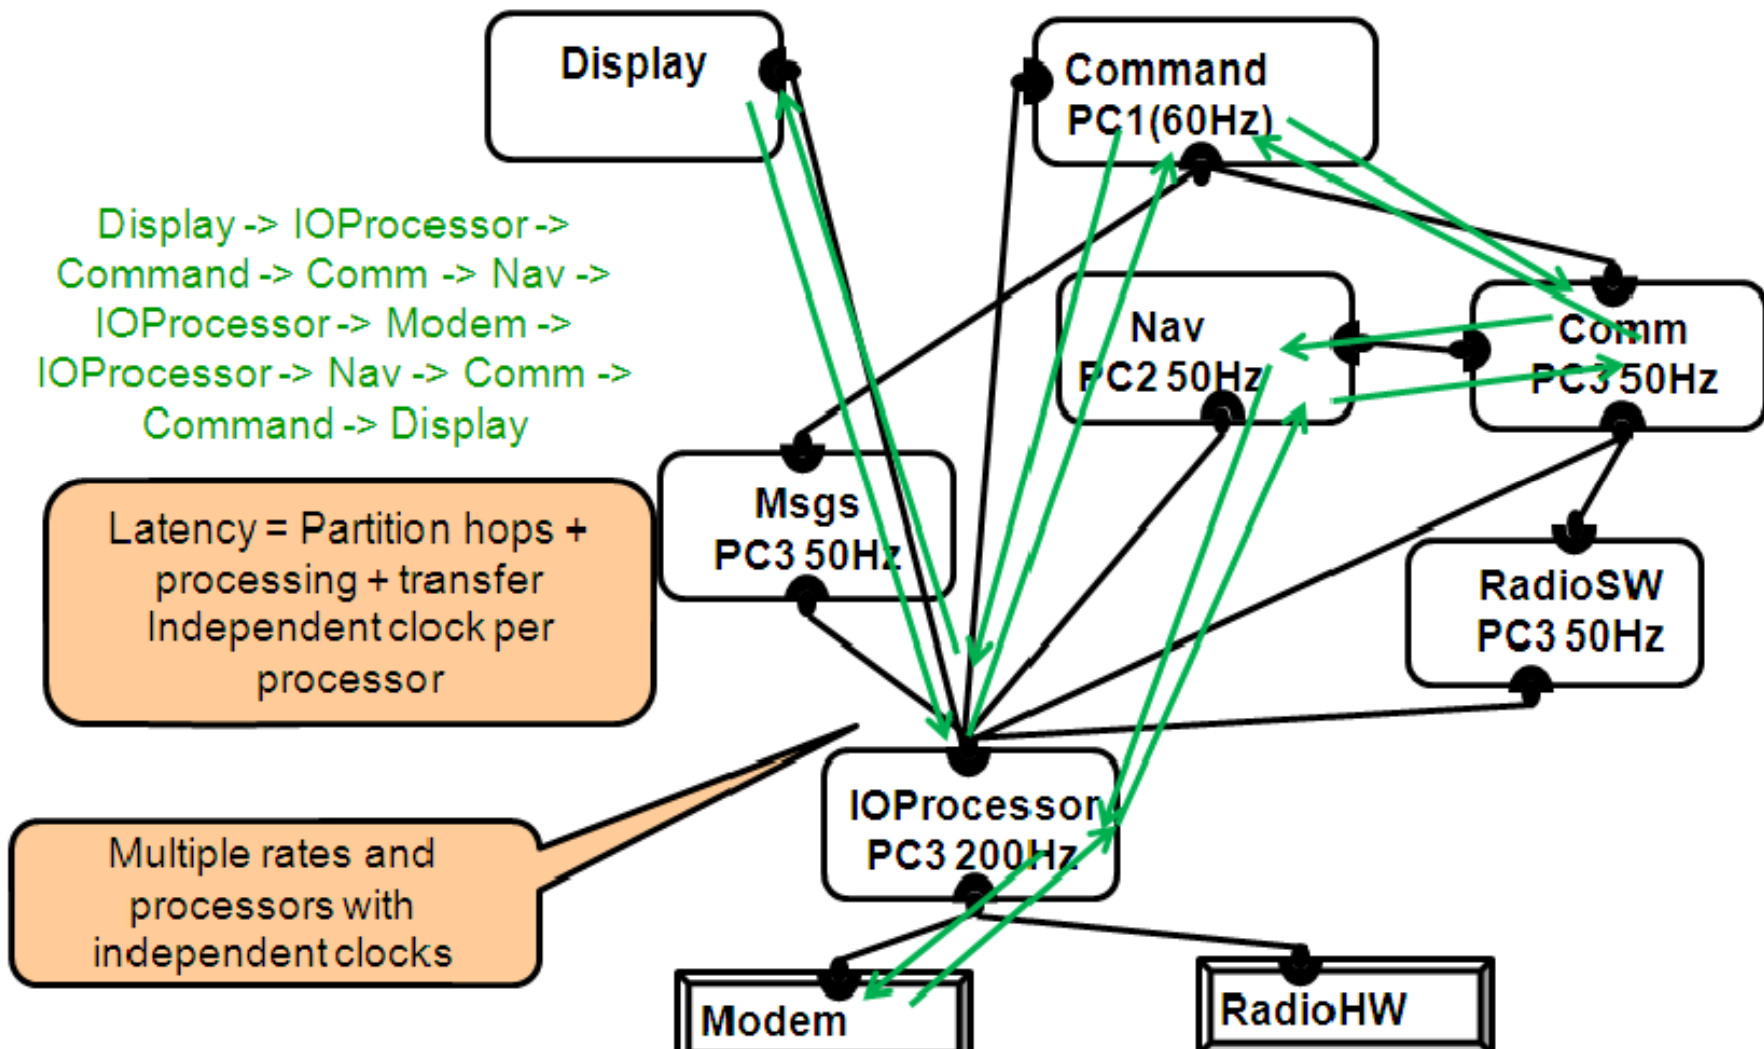 Display
Command
PC1(60Hz)
Display -> IOProcessor ->
Command -> Comm -> Nav ->
IOProcessor -> Modem ->
IOProcessor -> Nav -> Comm ->
Command -> Display
Nav
PC2 50Hz
Comm
PC3 50Hz
Latency = Partition hops +
processing + transfer
Independent clock per
processor
Msgs
PC3 50Hz
RadioSW
PC3 50Hz
IOProcessor
PC3 200Hz
Multiple rates and
processors with
independent clocks
Modem
RadioHW